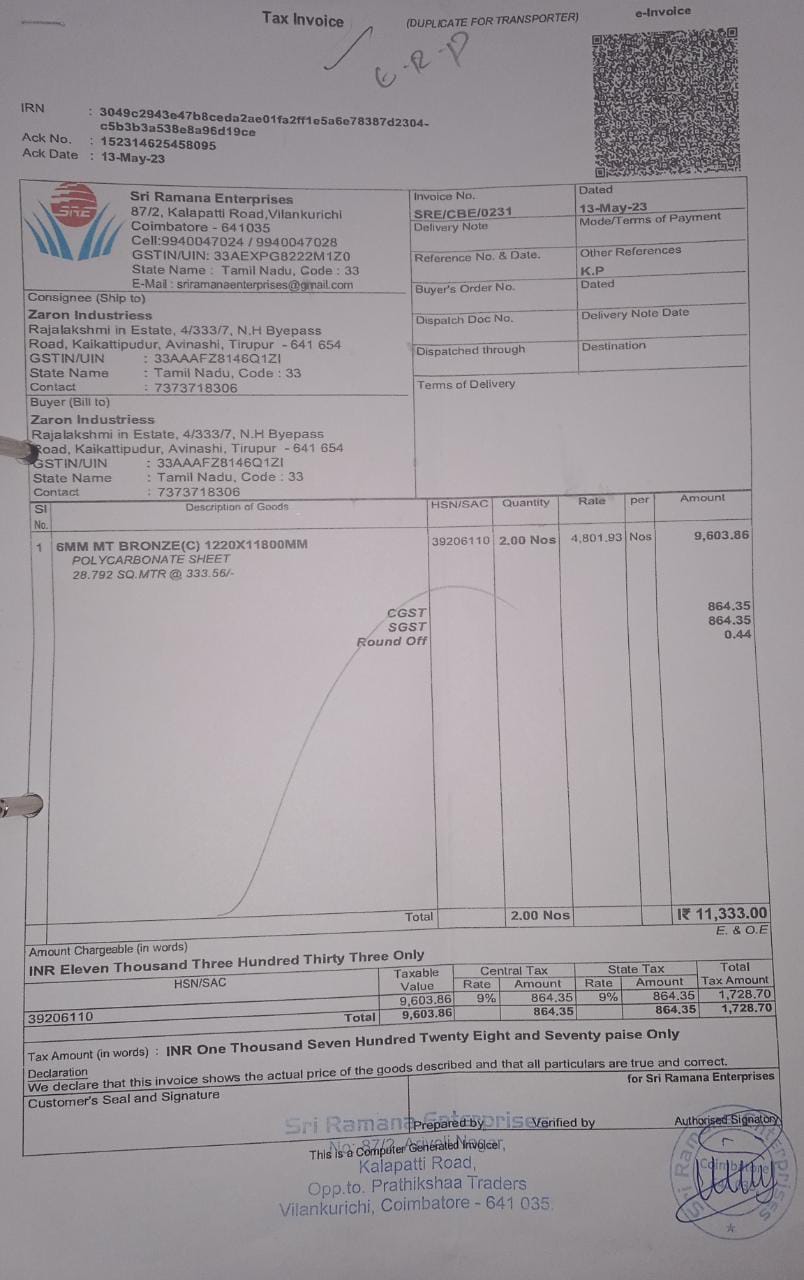 Tax Invoice
(DUPLICATE FOR TRANSPORTER)
e-Invoice
E-R-P
IRN : 3049c2943e47b8ceda2ae01fa2ff1e5a6e78387d2304-
c5b3b3a538e8a96d19ce
Ack No. : 152314625458095
Ack Date : 13-May-23
SRE
Sri Ramana Enterprises
87/2, Kalapatti Road,Vilankurichi
Coimbatore - 641035
Cell:9940047024 / 9940047028
GSTIN/UIN: 33AEXPG8222M1Z0
State Name : Tamil Nadu, Code : 33
E-Mail : sriramanaenterprises@gmail.com
Invoice No.
SRE/CBE/0231
Dated
13-May-23
Delivery Note
Mode/Terms of Payment
Reference No. & Date.
Other References
K.P
Buyer's Order No.
Dated
Dispatch Doc No.
Delivery Note Date
Dispatched through
Destination
Terms of Delivery
Consignee (Ship to)
Zaron Industriess
Rajalakshmi in Estate, 4/333/7, N.H Byepass
Road, Kaikattipudur, Avinashi, Tirupur - 641 654
GSTIN/UIN : 33AAAFZ8146Q1ZI
State Name : Tamil Nadu, Code : 33
Contact : 7373718306
Buyer (Bill to)
Zaron Industriess
Rajalakshmi in Estate, 4/333/7, N.H Byepass
Road, Kaikattipudur, Avinashi, Tirupur - 641 654
GSTIN/UIN : 33AAAFZ8146Q1ZI
State Name : Tamil Nadu, Code : 33
Contact : 7373718306
Sl No. Description of Goods HSN/SAC Quantity Rate per Amount
1 6MM MT BRONZE(C) 1220X11800MM 39206110 2.00 Nos 4,801.93 Nos 9,603.86
POLYCARBONATE SHEET
28.792 SQ.MTR @ 333.56/-
CGST 864.35
SGST 864.35
Round Off 0.44
Total 2.00 Nos I₹ 11,333.00
E. & O.E
Amount Chargeable (in words)
INR Eleven Thousand Three Hundred Thirty Three Only
HSN/SAC Taxable Value Central Tax State Tax Total Tax Amount
Rate Amount Rate Amount
39206110 9,603.86 9% 864.35 9% 864.35 1,728.70
Total 9,603.86 864.35 864.35 1,728.70
Tax Amount (in words) : INR One Thousand Seven Hundred Twenty Eight and Seventy paise Only
Declaration
We declare that this invoice shows the actual price of the goods described and that all particulars are true and correct.
Customer's Seal and Signature
for Sri Ramana Enterprises
Prepared by
Verified by
Authorised Signatory
This is a Computer Generated Invoice
Sri Ramana Enterprises
No: 87/2,
Kalapatti Road,
Opp.to. Prathikshaa Traders
Vilankurichi, Coimbatore - 641 035.